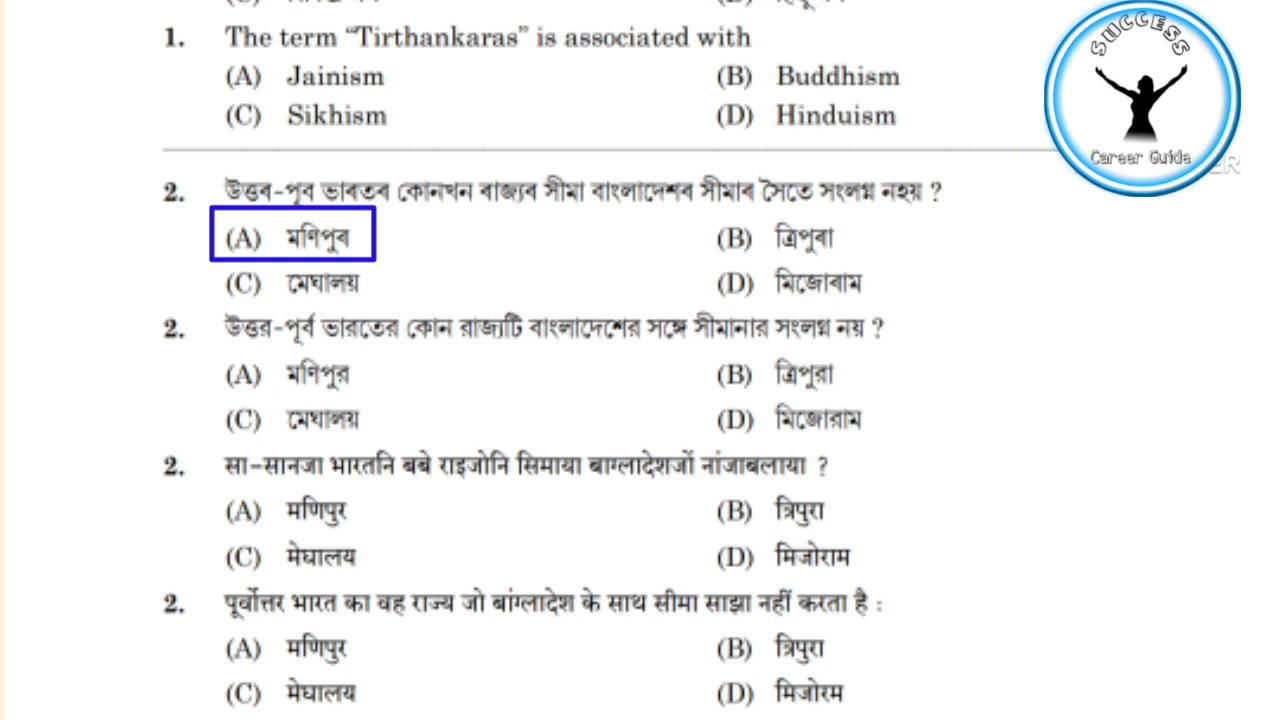 1. The term “Tirthankaras” is associated with
(A) Jainism (B) Buddhism
(C) Sikhism (D) Hinduism
SUCCESS
Career Guide
2. উত্তৰ-পূব ভাৰতৰ কোনখন ৰাজ্যৰ সীমা বাংলাদেশৰ সীমাৰ সৈতে সংলগ্ন নহয় ?
(A) মণিপুৰ (B) ত্ৰিপুৰা
(C) মেঘালয় (D) মিজোৰাম
2. উত্তর-পূর্ব ভারতের কোন রাজ্যটি বাংলাদেশের সঙ্গে সীমানার সংলগ্ন নয় ?
(A) মণিপুর (B) ত্রিপুরা
(C) মেঘালয় (D) মিজোরাম
2. सा-सानजा भारतनि बबे राइजोनि सिमाया बाग्लादेशजों नांजाबलाया ?
(A) मणिपुर (B) त्रिपुरा
(C) मेघालय (D) मिजोराम
2. पूर्वोत्तर भारत का वह राज्य जो बांग्लादेश के साथ सीमा साझा नहीं करता है :
(A) मणिपुर (B) त्रिपुरा
(C) मेघालय (D) मिजोरम